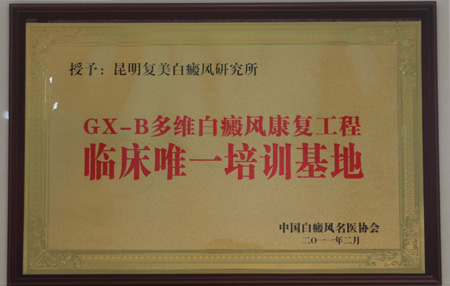 授予：昆明复美白癜风研究所
GX-B多维白癜风康复工程
临床唯一培训基地
中国白癜风名医协会
二〇一一年二月